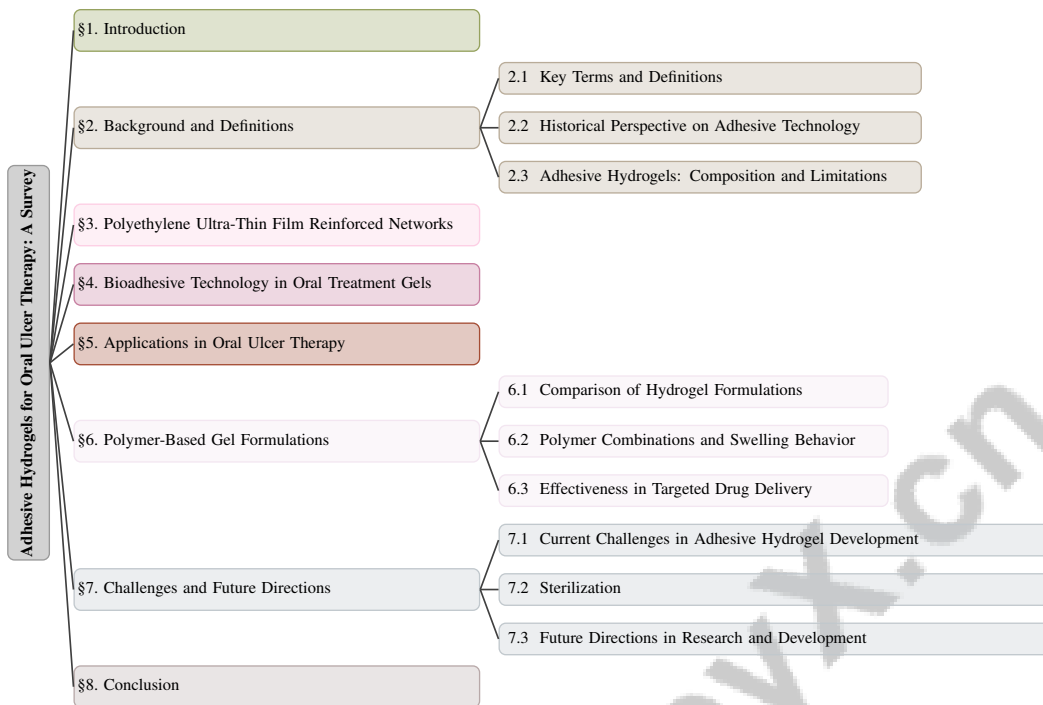 Adhesive Hydrogels for Oral Ulcer Therapy: A Survey
§1. Introduction
§2. Background and Definitions
2.1 Key Terms and Definitions
2.2 Historical Perspective on Adhesive Technology
2.3 Adhesive Hydrogels: Composition and Limitations
§3. Polyethylene Ultra-Thin Film Reinforced Networks
§4. Bioadhesive Technology in Oral Treatment Gels
§5. Applications in Oral Ulcer Therapy
§6. Polymer-Based Gel Formulations
6.1 Comparison of Hydrogel Formulations
6.2 Polymer Combinations and Swelling Behavior
6.3 Effectiveness in Targeted Drug Delivery
§7. Challenges and Future Directions
7.1 Current Challenges in Adhesive Hydrogel Development
7.2 Sterilization
7.3 Future Directions in Research and Development
§8. Conclusion